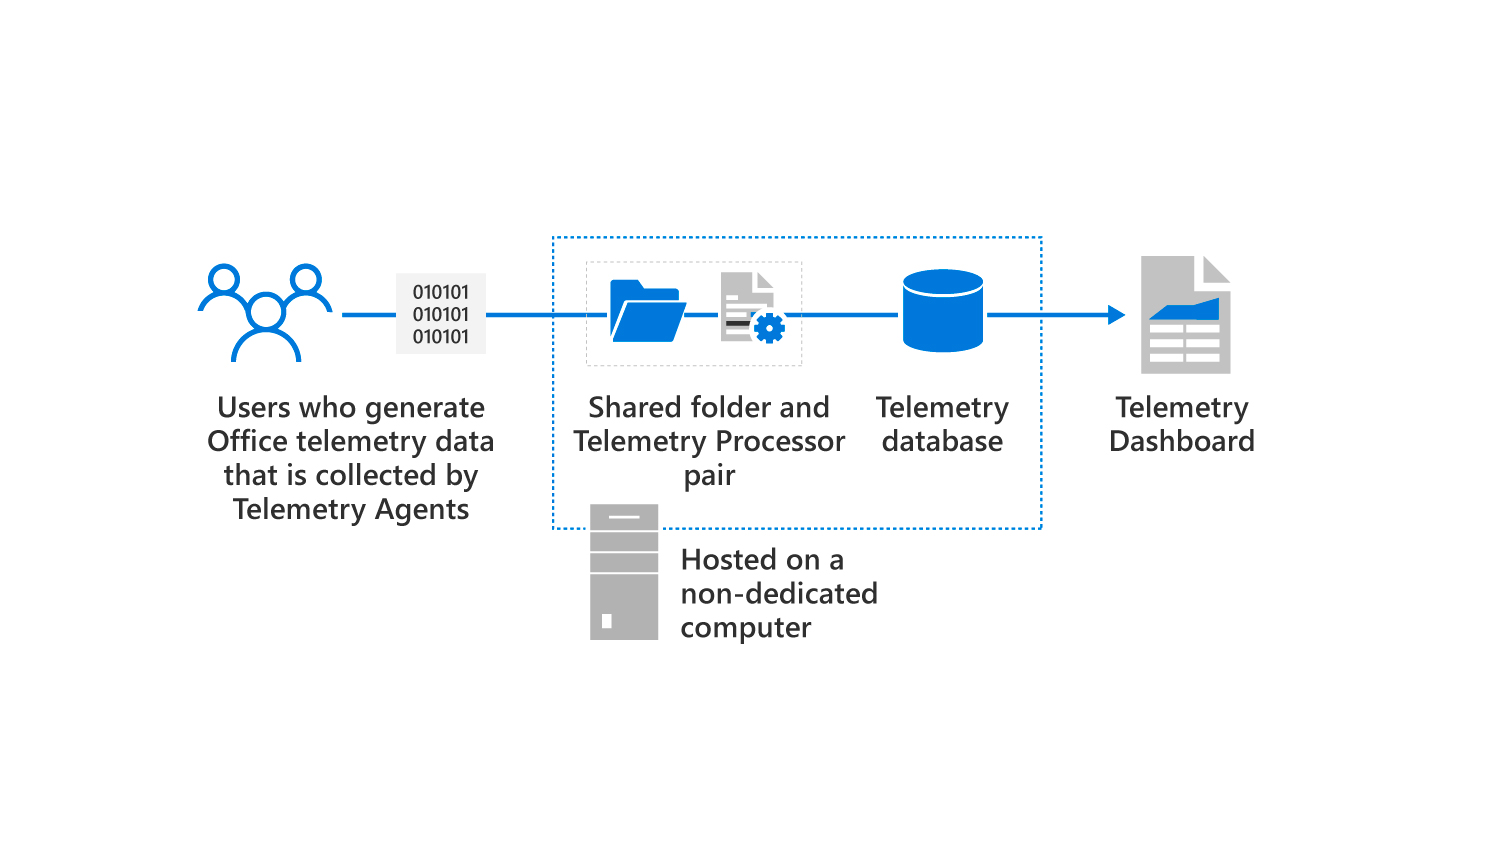 010101
010101
010101
Users who generate
Office telemetry data
that is collected by
Telemetry Agents
Shared folder and
Telemetry Processor
pair
Telemetry
database
Telemetry
Dashboard
Hosted on a
non-dedicated
computer